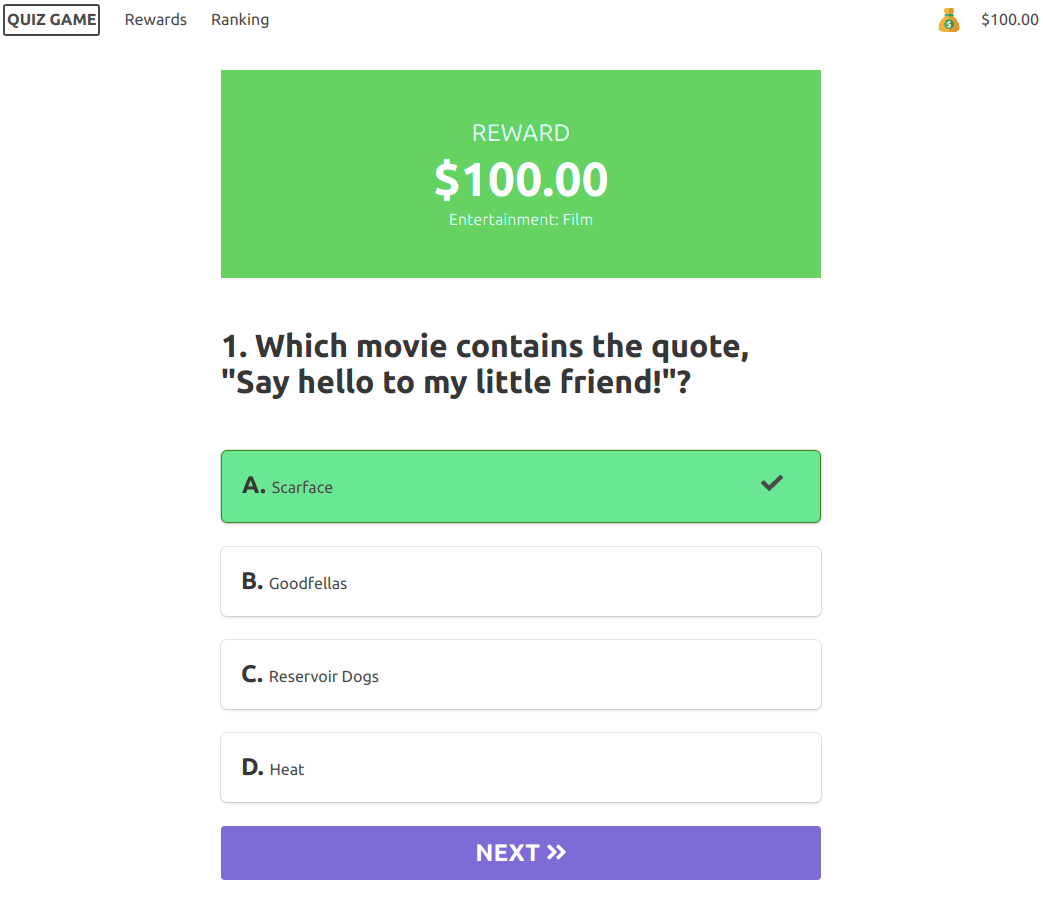 QUIZ GAME Rewards Ranking $100.00
REWARD
$100.00
Entertainment: Film
1. Which movie contains the quote,
"Say hello to my little friend!"?
A. Scarface
B. Goodfellas
C. Reservoir Dogs
D. Heat
NEXT